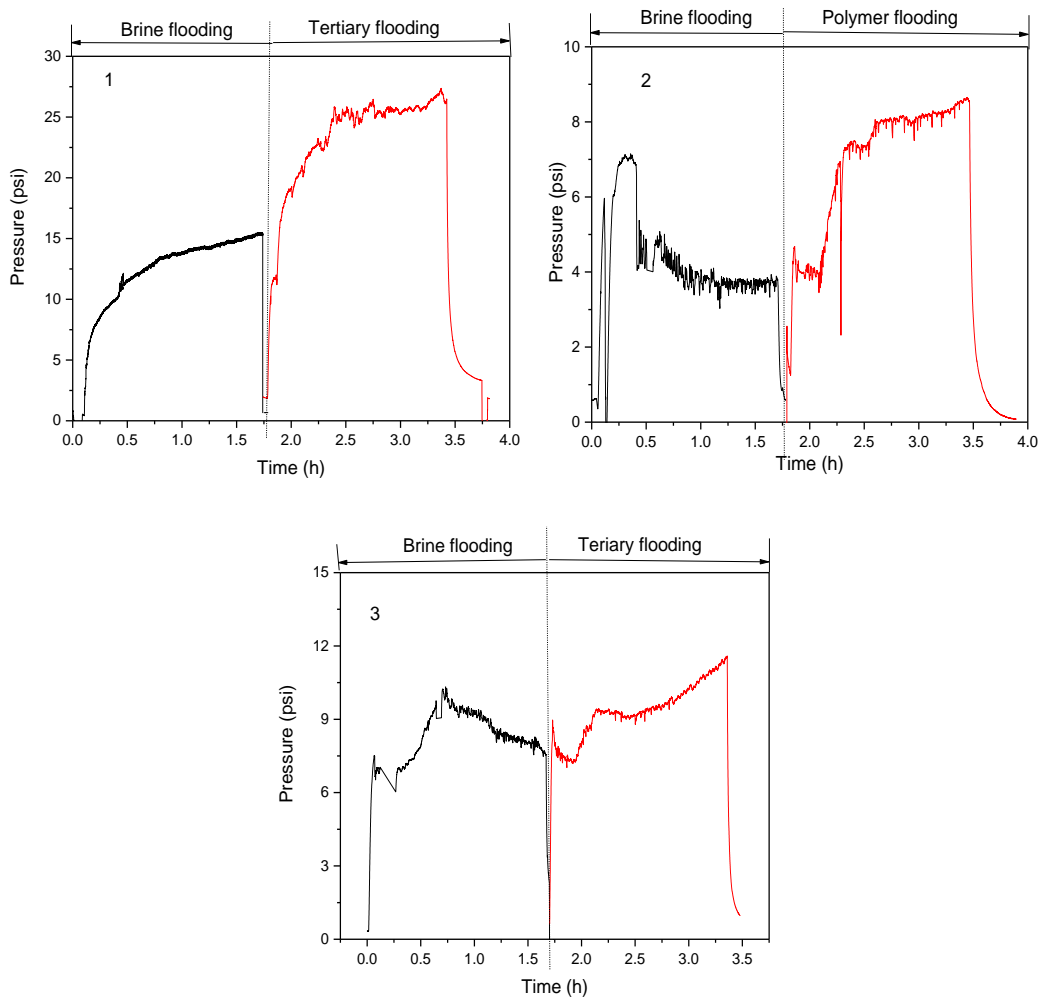 Brine flooding Tertiary flooding
30
25
20
15
10
5
0
1
Pressure (psi)
0.0 0.5 1.0 1.5 2.0 2.5 3.0 3.5 4.0
Time (h)
Brine flooding Polymer flooding
10
8
6
4
2
0
2
Pressure (psi)
0.0 0.5 1.0 1.5 2.0 2.5 3.0 3.5 4.0
Time (h)
Brine flooding Teriary flooding
15
12
9
6
3
0
3
Pressure (psi)
0.0 0.5 1.0 1.5 2.0 2.5 3.0 3.5
Time (h)